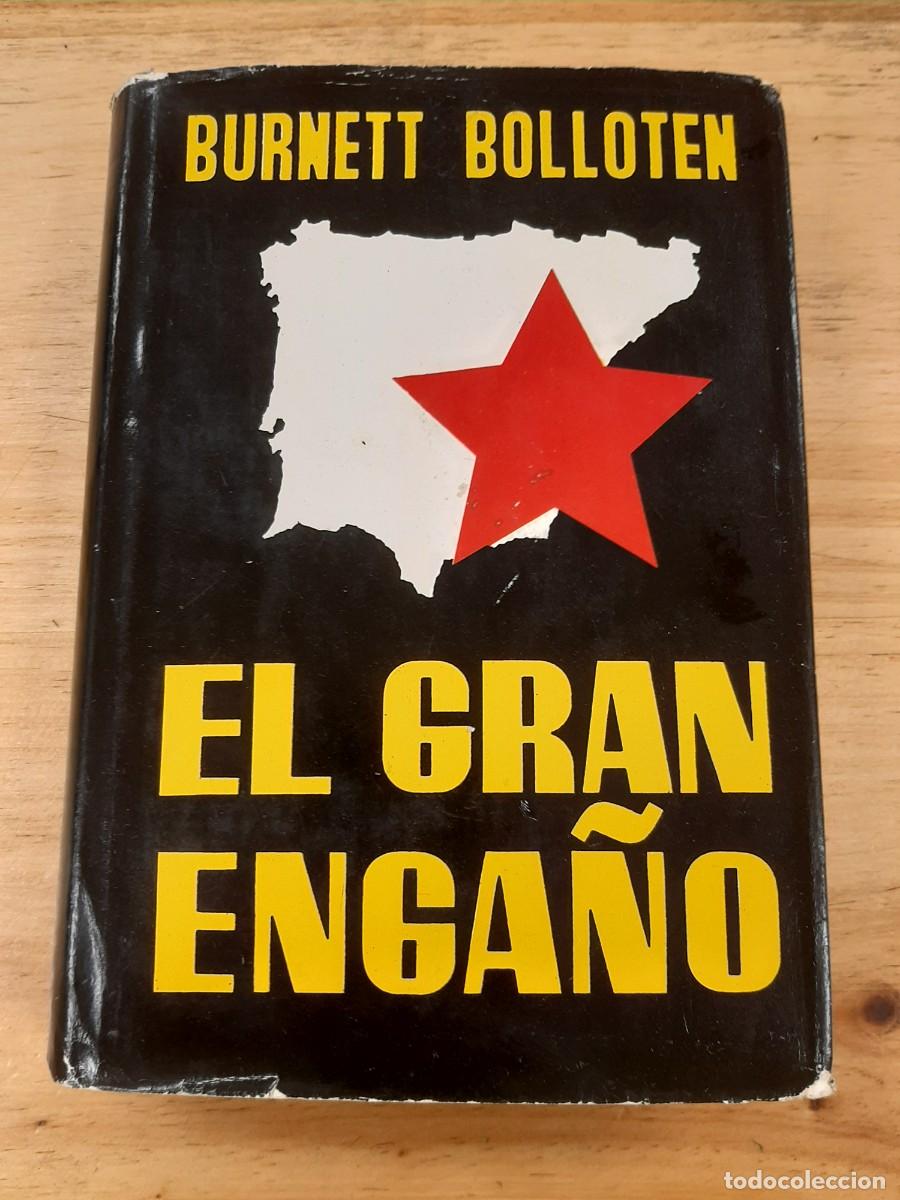 BURNETT BOLLOTEN
EL GRAN
ENGAÑO
todocoleccion